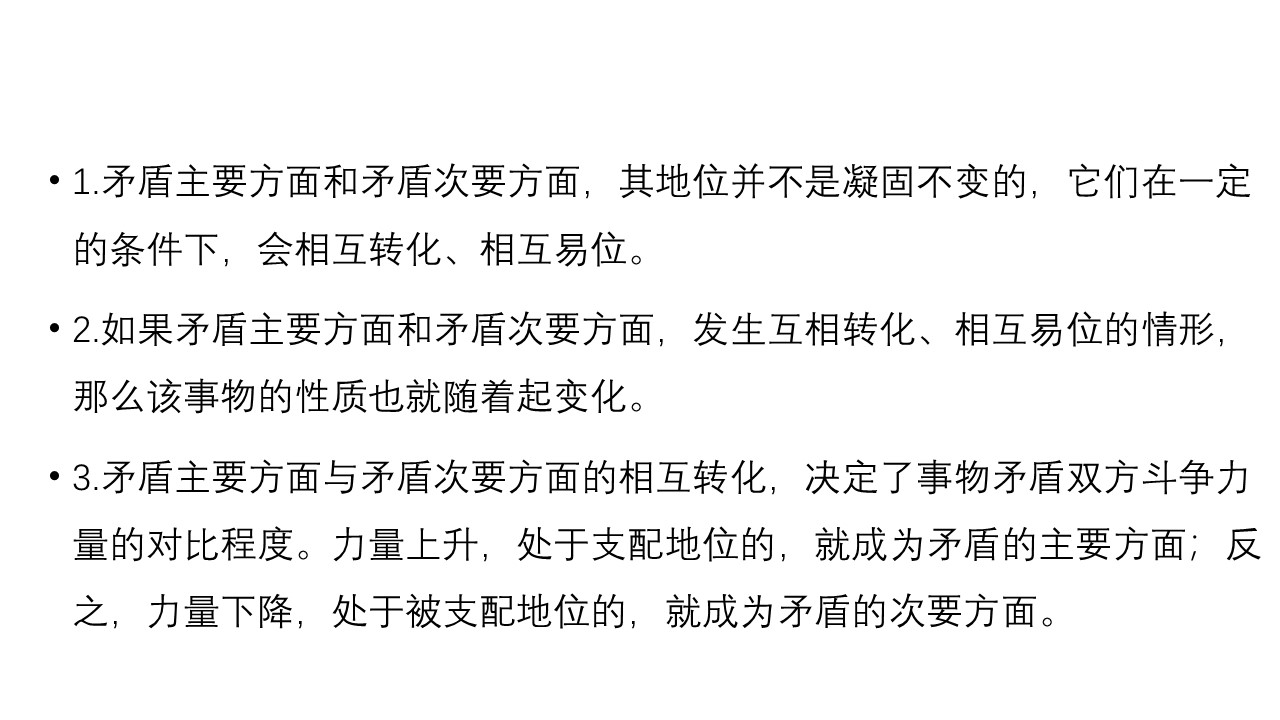 • 1.矛盾主要方面和矛盾次要方面，其地位并不是凝固不变的，它们在一定
的条件下，会相互转化、相互易位。
• 2.如果矛盾主要方面和矛盾次要方面，发生互相转化、相互易位的情形，
那么该事物的性质也就随着起变化。
• 3.矛盾主要方面与矛盾次要方面的相互转化，决定了事物矛盾双方斗争力
量的对比程度。力量上升，处于支配地位的，就成为矛盾的主要方面；反
之，力量下降，处于被支配地位的，就成为矛盾的次要方面。